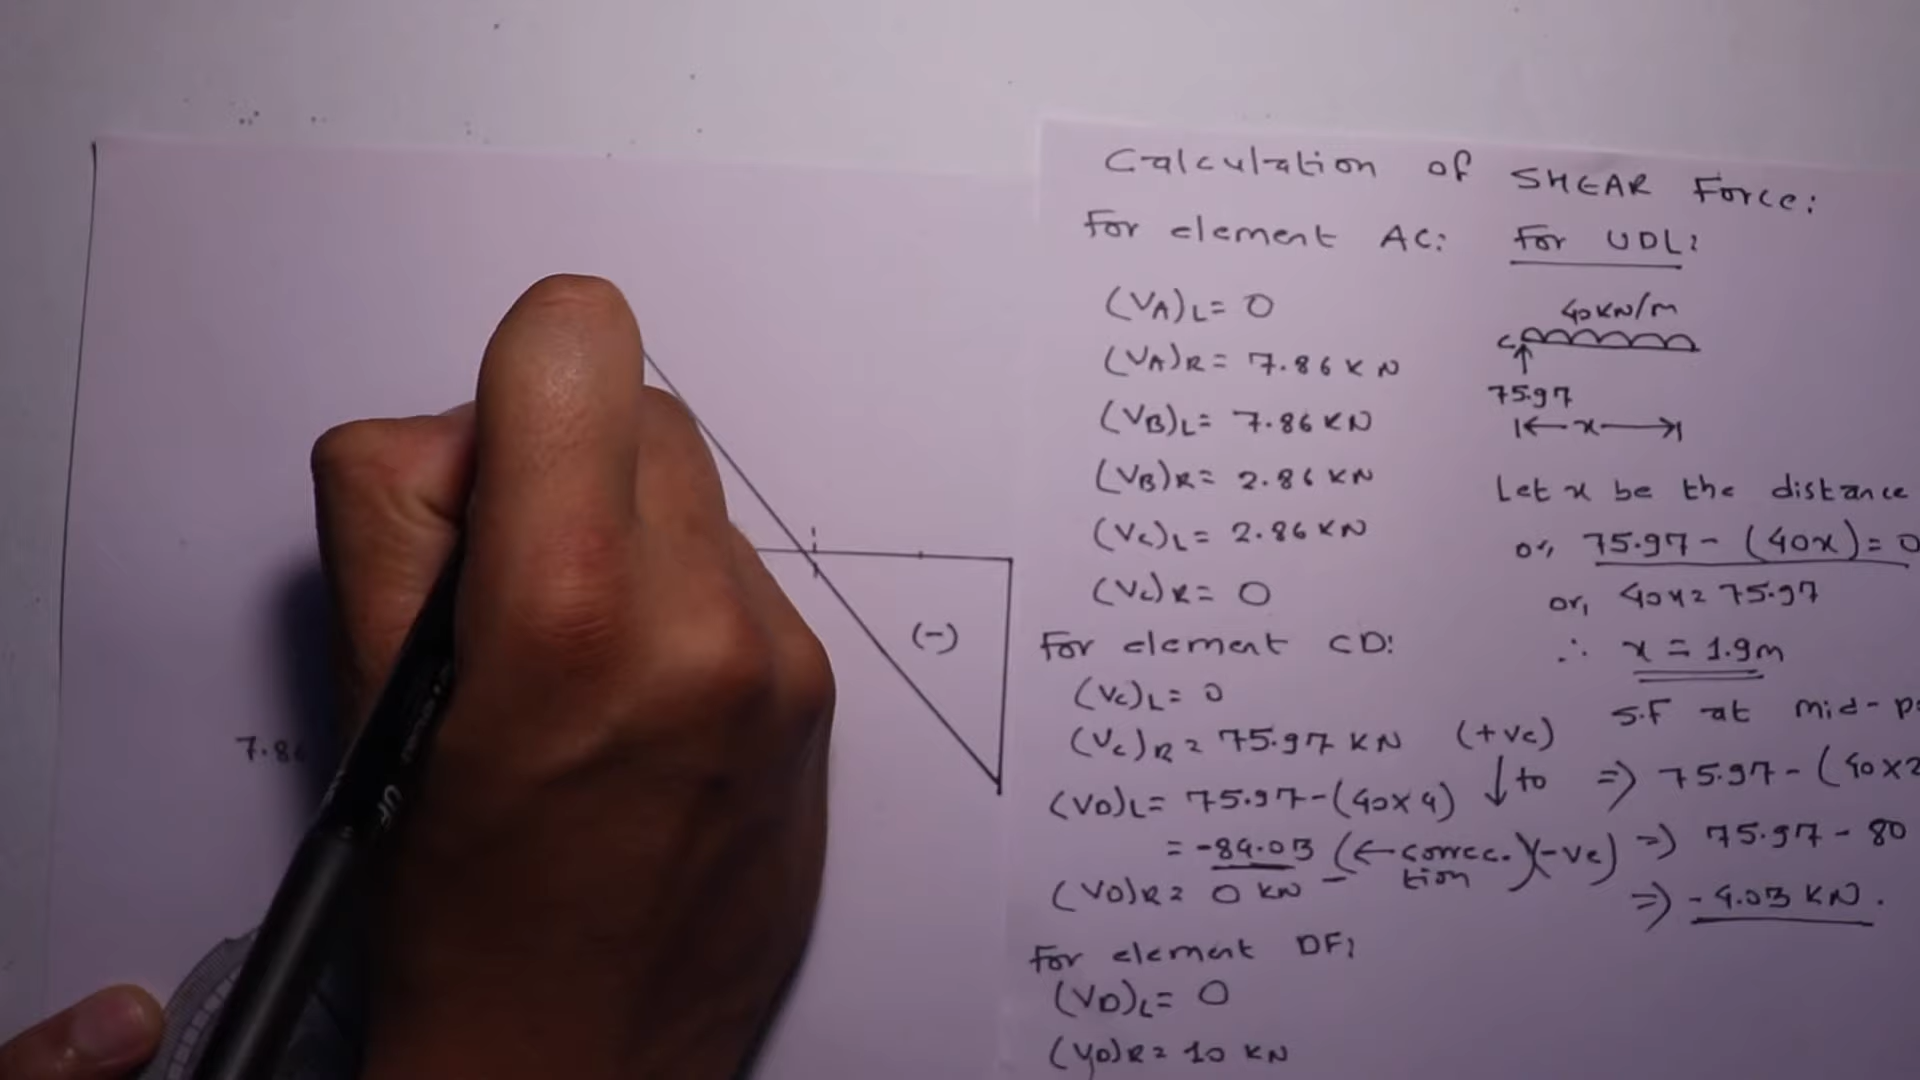 Calculation of SHEAR Force:
For element AC:
(VA)L = 0
(VA)R = 7.86 KN
(VB)L = 7.86 KN
(VB)R = 2.86 KN
(Vc)L = 2.86 KN
(Vc)R = 0
For element CD:
(Vc)L = 0
(Vc)R = 75.97 KN (+ve)
(VD)L = 75.97-(40x4) ↓ to
= -84.03 (← correc.tion) (-ve)
(VD)R = 0 KN
For element DF:
(VD)L = 0
(VD)R = 10 KN
For UDL:
40KN/m
C
75.97
x
Let x be the distance
or, 75.97 - (40x) = 0
or, 40x = 75.97
∴ x = 1.9m
S.F at mid-
=> 75.97 - (40x2
=> 75.97 - 80
=> - 4.03 KN.
(-)